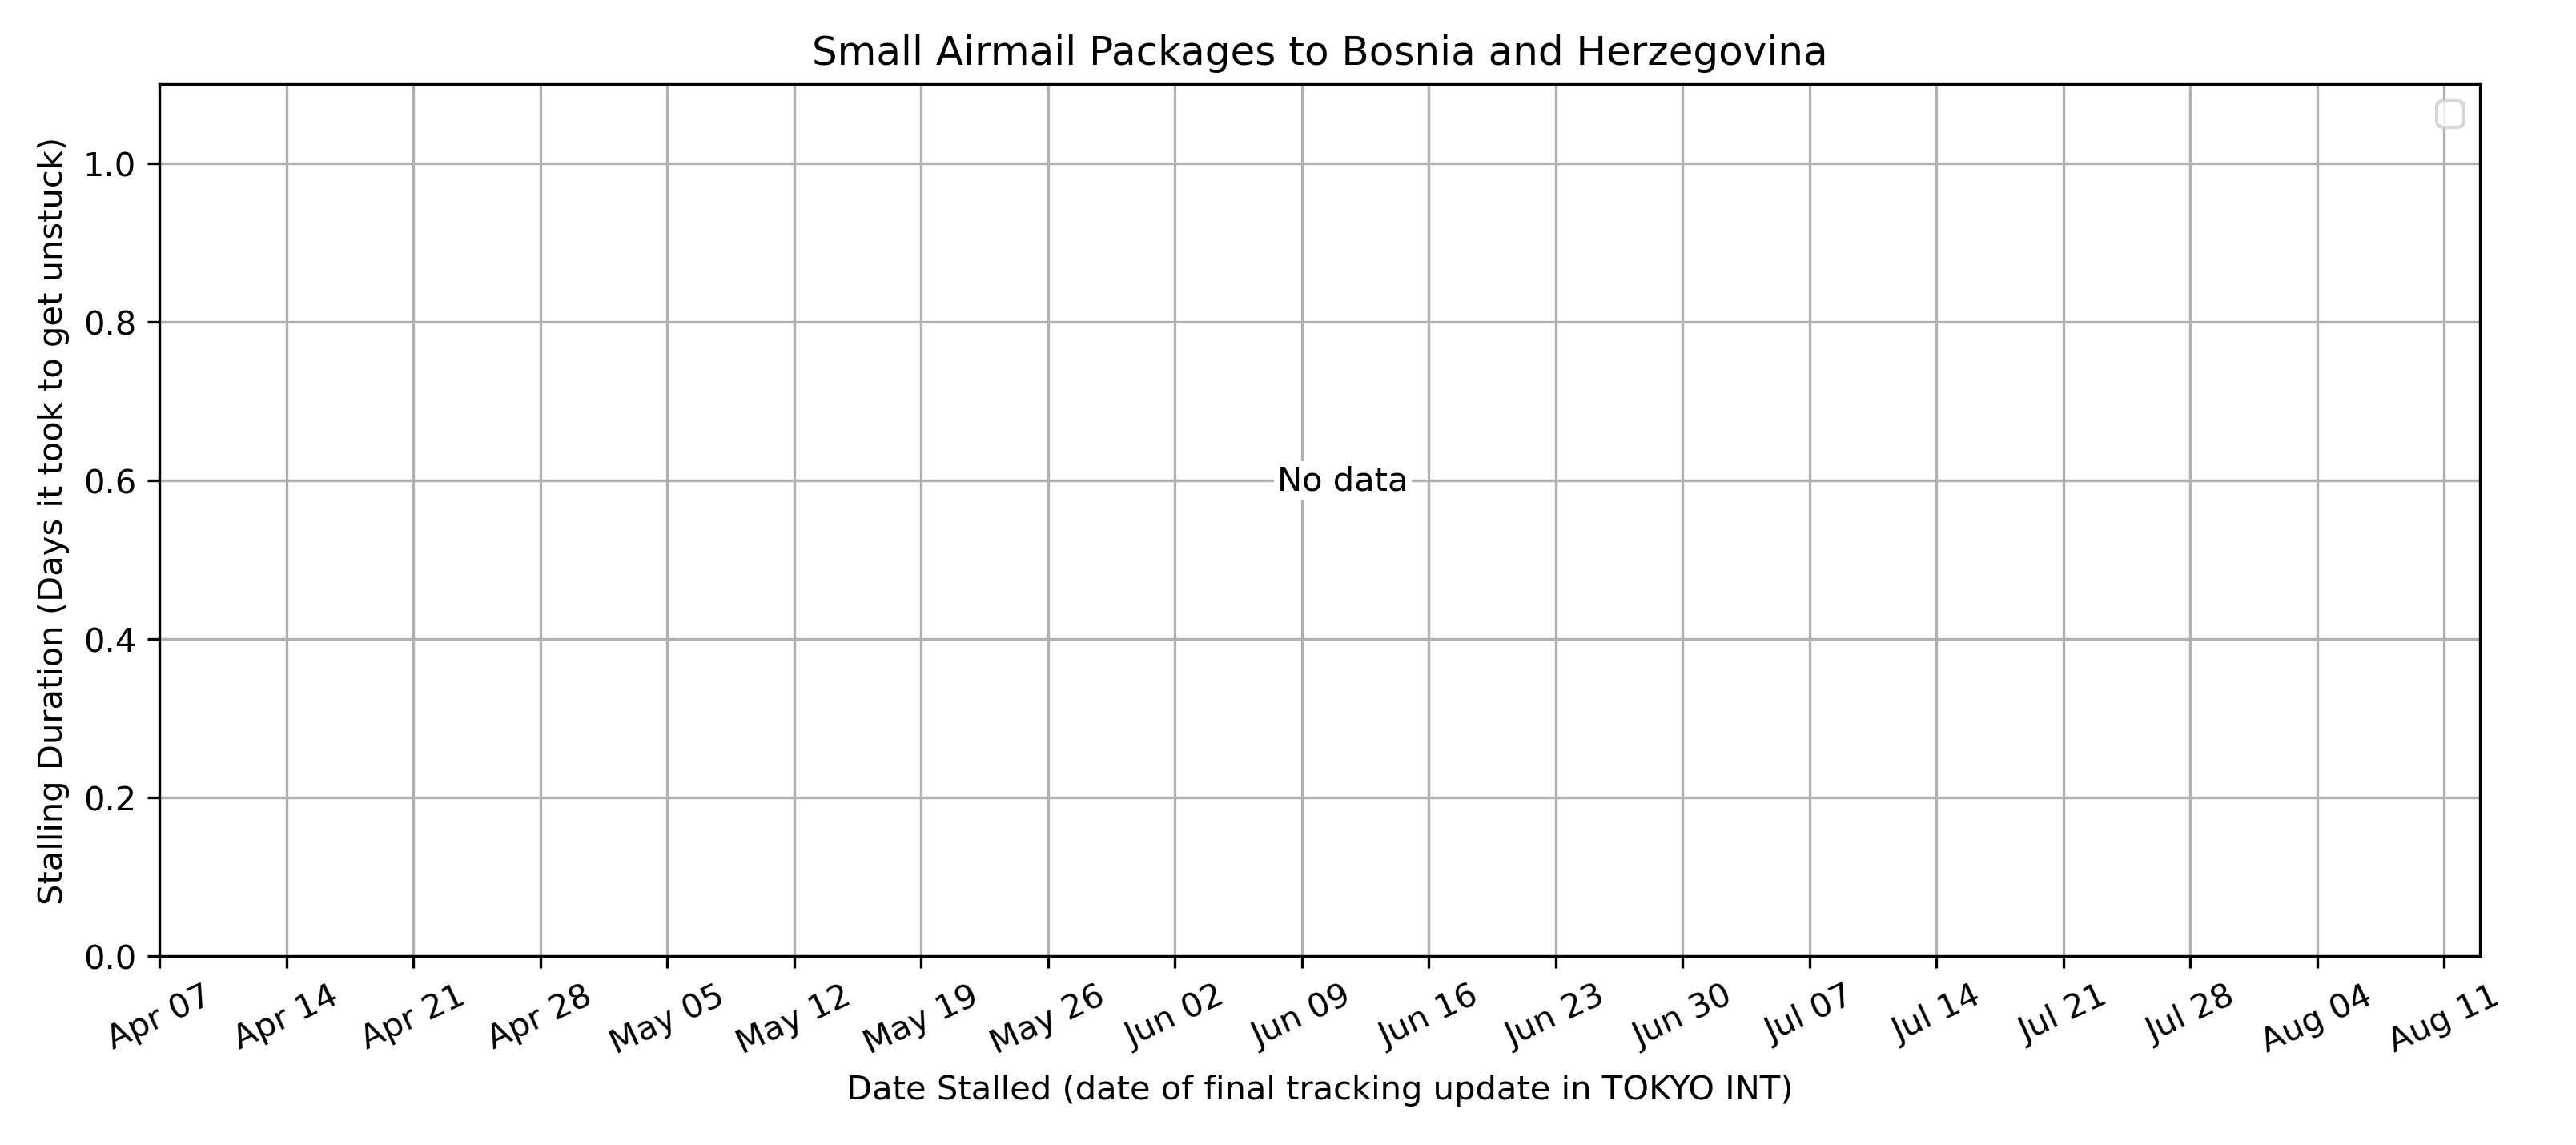 Small Airmail Packages to Bosnia and Herzegovina
Stalling Duration (Days it took to get unstuck)
1.0
0.8
0.6
0.4
0.2
0.0
No data
Apr 07
Apr 14
Apr 21
Apr 28
May 05
May 12
May 19
May 26
Jun 02
Jun 09
Jun 16
Jun 23
Jun 30
Jul 07
Jul 14
Jul 21
Jul 28
Aug 04
Aug 11
Date Stalled (date of final tracking update in TOKYO INT)